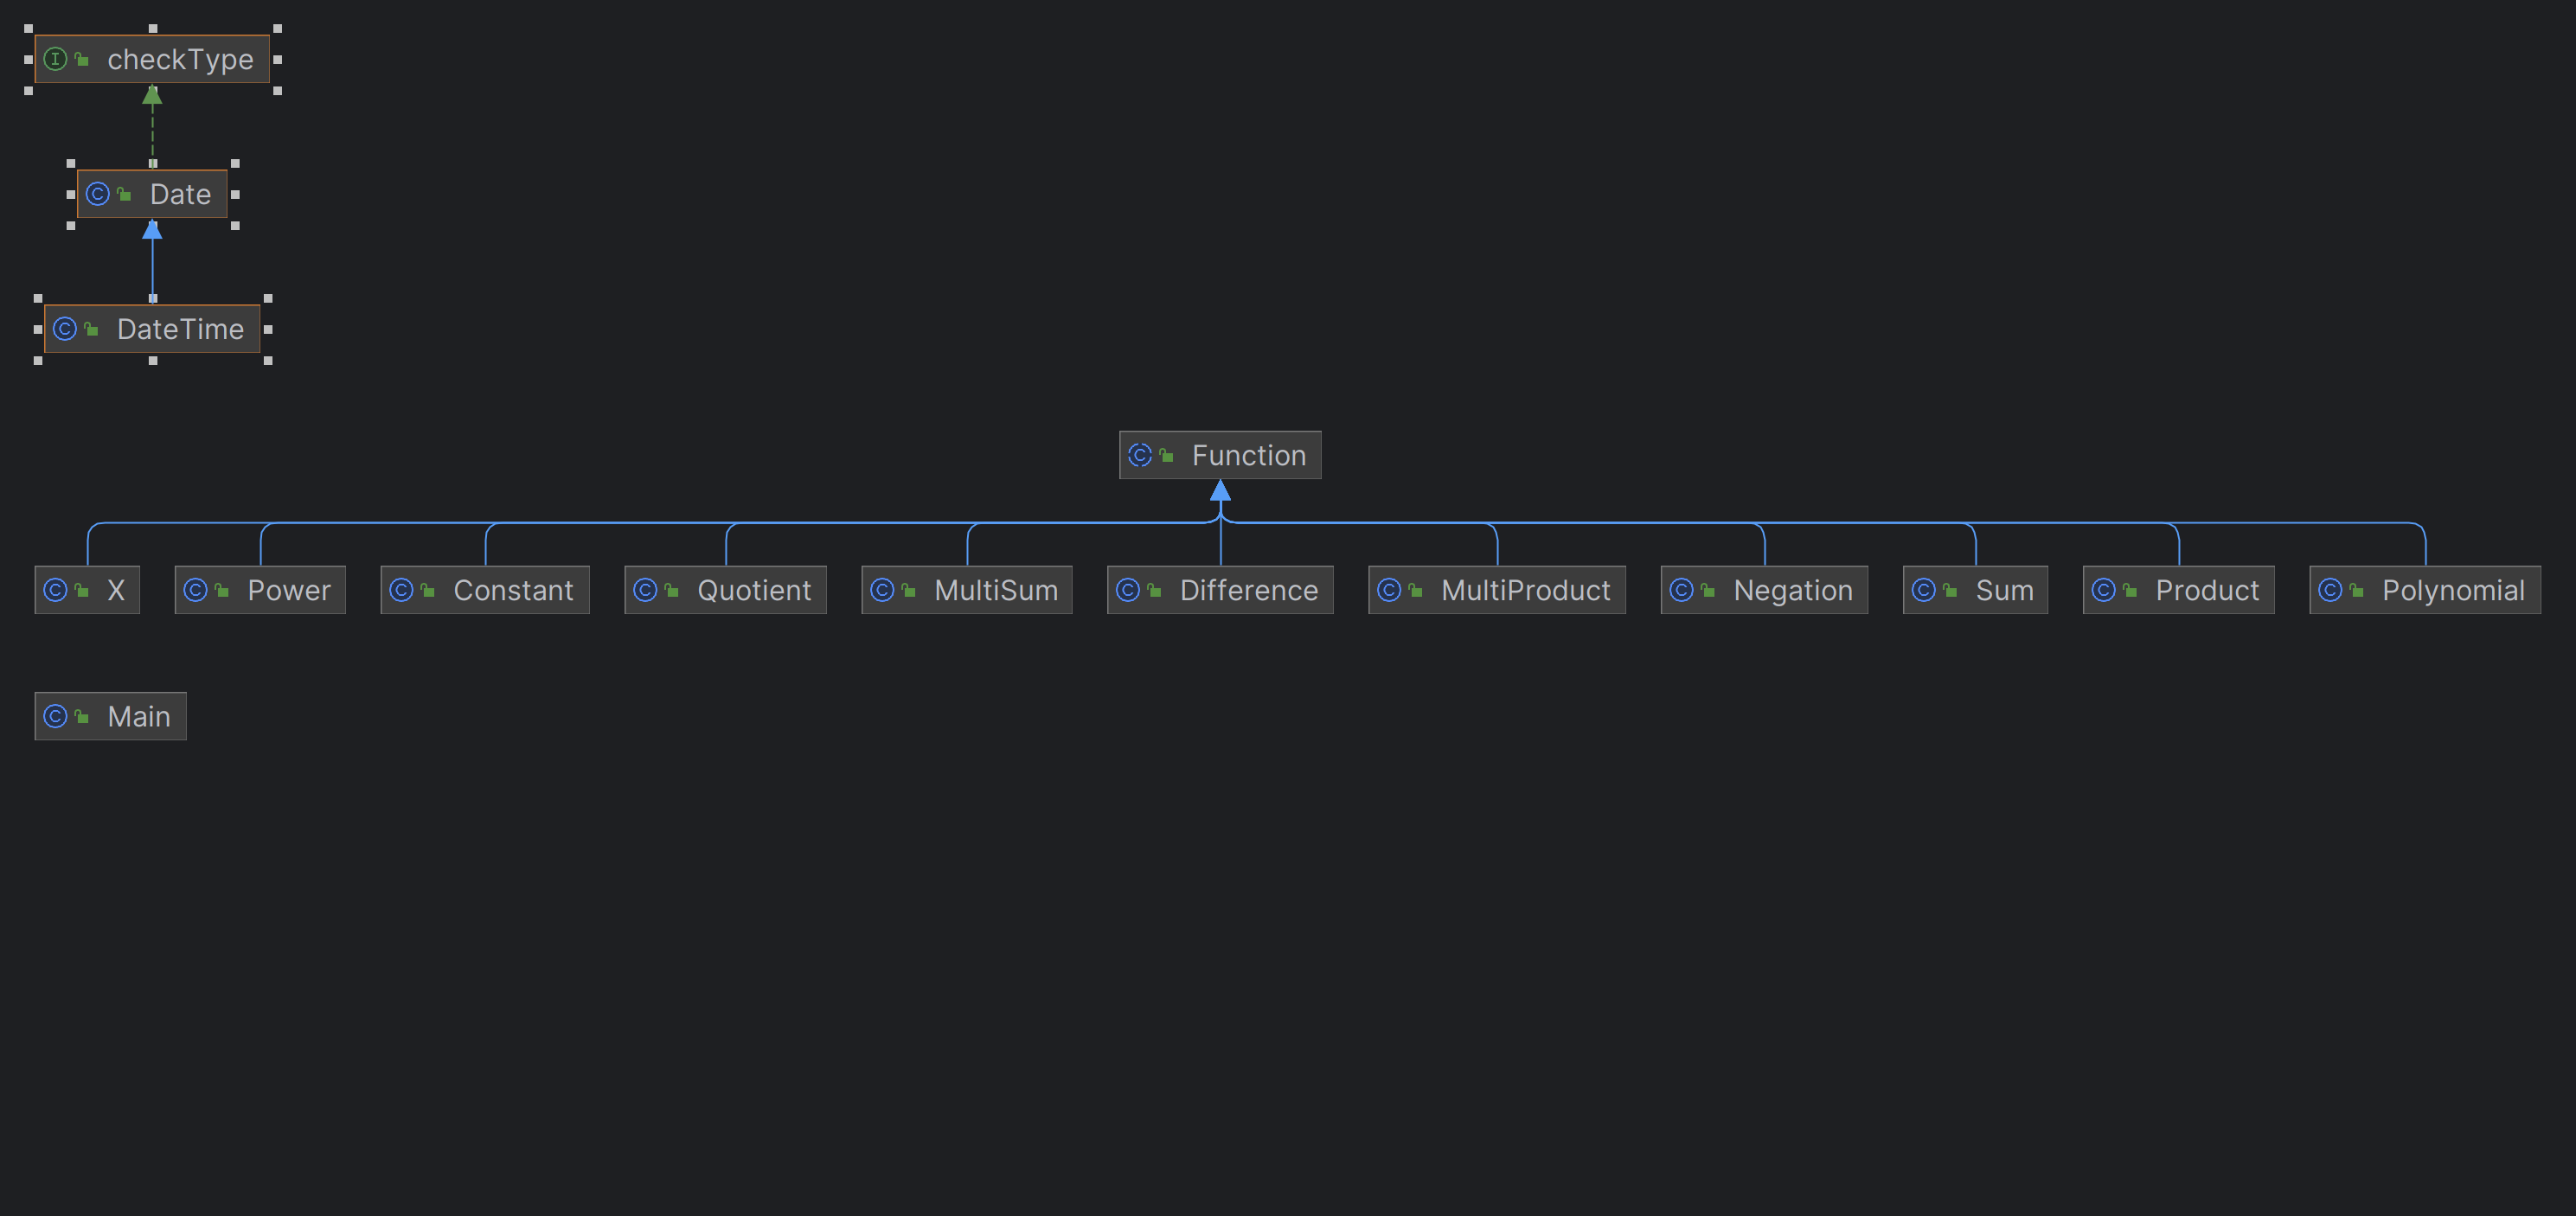 checkType
Date
DateTime
Function
X Power Constant Quotient MultiSum Difference MultiProduct Negation Sum Product Polynomial
Main